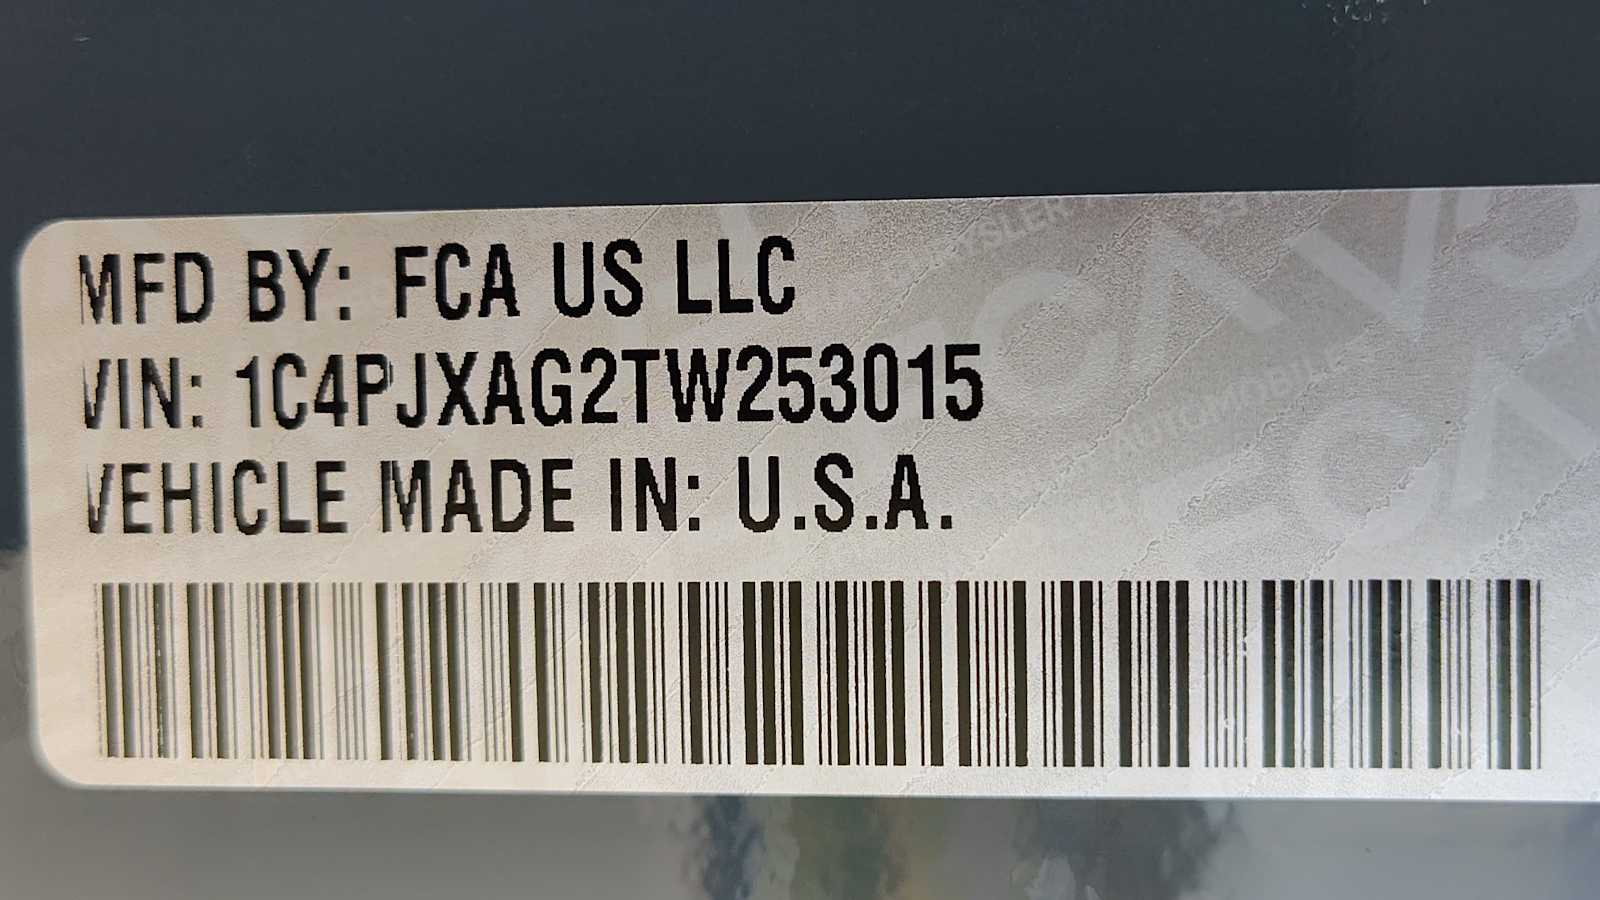 MFD BY: FCA US LLC
VIN: 1C4PJXAG2TW253015
VEHICLE MADE IN: U.S.A.